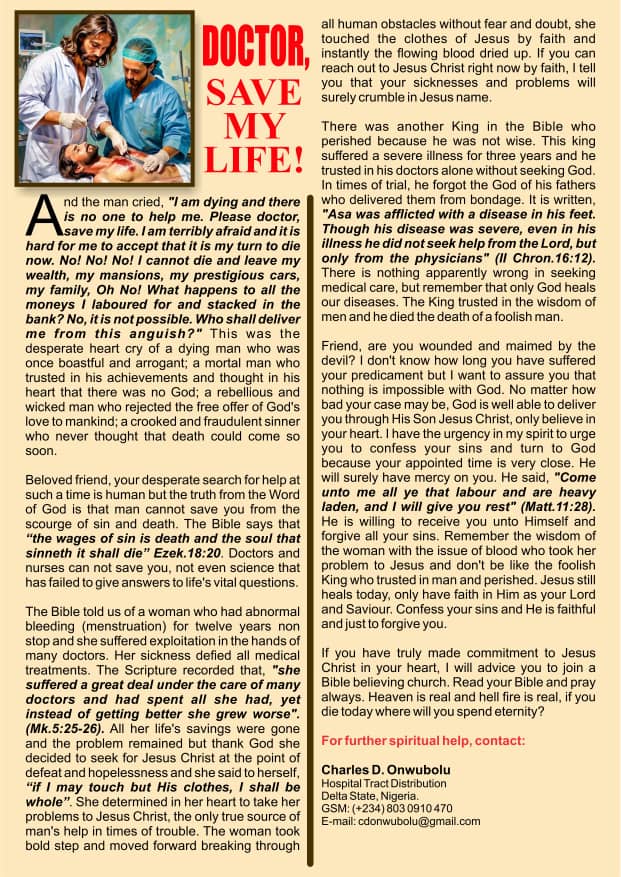 DOCTOR,
SAVE
MY
LIFE!
And the man cried, "I am dying and there
is no one to help me. Please doctor,
save my life. I am terribly afraid and it is
hard for me to accept that it is my turn to die
now. No! No! No! I cannot die and leave my
wealth, my mansions, my prestigious cars,
my family, Oh No! What happens to all the
moneys I laboured for and stacked in the
bank? No, it is not possible. Who shall deliver
me from this anguish?" This was the
desperate heart cry of a dying man who was
once boastful and arrogant; a mortal man who
trusted in his achievements and thought in his
heart that there was no God; a rebellious and
wicked man who rejected the free offer of God's
love to mankind; a crooked and fraudulent sinner
who never thought that death could come so
soon.
Beloved friend, your desperate search for help at
such a time is human but the truth from the Word
of God is that man cannot save you from the
scourge of sin and death. The Bible says that
“the wages of sin is death and the soul that
sinneth it shall die” Ezek.18:20. Doctors and
nurses can not save you, not even science that
has failed to give answers to life's vital questions.
The Bible told us of a woman who had abnormal
bleeding (menstruation) for twelve years non
stop and she suffered exploitation in the hands of
many doctors. Her sickness defied all medical
treatments. The Scripture recorded that, "she
suffered a great deal under the care of many
doctors and had spent all she had, yet
instead of getting better she grew worse".
(Mk.5:25-26). All her life's savings were gone
and the problem remained but thank God she
decided to seek for Jesus Christ at the point of
defeat and hopelessness and she said to herself,
“if I may touch but His clothes, I shall be
whole”. She determined in her heart to take her
problems to Jesus Christ, the only true source of
man's help in times of trouble. The woman took
bold step and moved forward breaking through
all human obstacles without fear and doubt, she
touched the clothes of Jesus by faith and
instantly the flowing blood dried up. If you can
reach out to Jesus Christ right now by faith, I tell
you that your sicknesses and problems will
surely crumble in Jesus name.
There was another King in the Bible who
perished because he was not wise. This king
suffered a severe illness for three years and he
trusted in his doctors alone without seeking God.
In times of trial, he forgot the God of his fathers
who delivered them from bondage. It is written,
"Asa was afflicted with a disease in his feet.
Though his disease was severe, even in his
illness he did not seek help from the Lord, but
only from the physicians" (II Chron.16:12).
There is nothing apparently wrong in seeking
medical care, but remember that only God heals
our diseases. The King trusted in the wisdom of
men and he died the death of a foolish man.
Friend, are you wounded and maimed by the
devil? I don't know how long you have suffered
your predicament but I want to assure you that
nothing is impossible with God. No matter how
bad your case may be, God is well able to deliver
you through His Son Jesus Christ, only believe in
your heart. I have the urgency in my spirit to urge
you to confess your sins and turn to God
because your appointed time is very close. He
will surely have mercy on you. He said, "Come
unto me all ye that labour and are heavy
laden, and I will give you rest" (Matt.11:28).
He is willing to receive you unto Himself and
forgive all your sins. Remember the wisdom of
the woman with the issue of blood who took her
problem to Jesus and don't be like the foolish
King who trusted in man and perished. Jesus still
heals today, only have faith in Him as your Lord
and Saviour. Confess your sins and He is faithful
and just to forgive you.
If you have truly made commitment to Jesus
Christ in your heart, I will advice you to join a
Bible believing church. Read your Bible and pray
always. Heaven is real and hell fire is real, if you
die today where will you spend eternity?
For further spiritual help, contact:
Charles D. Onwubolu
Hospital Tract Distribution
Delta State, Nigeria.
GSM: (+234) 803 0910 470
E-mail: cdonwubolu@gmail.com